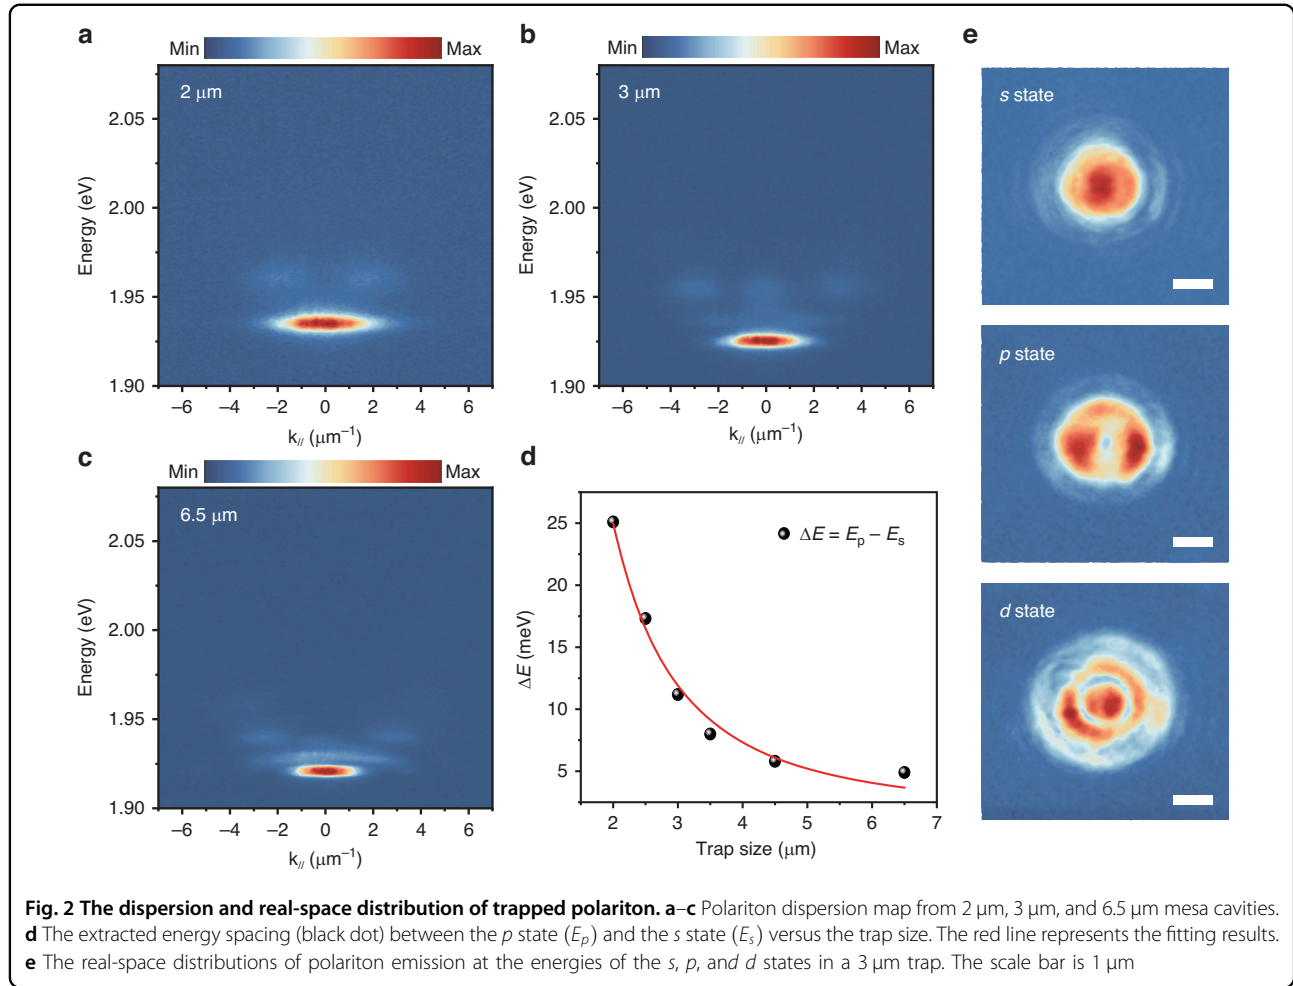 a
Min Max
2 μm
2.05
2.00
1.95
1.90
Energy (eV)
−6 −4 −2 0 2 4 6
k// (μm−1)
b
Min Max
3 μm
2.05
2.00
1.95
1.90
Energy (eV)
−6 −4 −2 0 2 4 6
k// (μm−1)
c
Min Max
6.5 μm
2.05
2.00
1.95
1.90
Energy (eV)
−6 −4 −2 0 2 4 6
k// (μm−1)
d
ΔE = Ep − Es
25
20
15
10
5
ΔE (meV)
2 3 4 5 6 7
Trap size (μm)
e
s state
p state
d state
Fig. 2 The dispersion and real-space distribution of trapped polariton. a–c Polariton dispersion map from 2 μm, 3 μm, and 6.5 μm mesa cavities.
d The extracted energy spacing (black dot) between the p state (Ep) and the s state (Es) versus the trap size. The red line represents the fitting results.
e The real-space distributions of polariton emission at the energies of the s, p, and d states in a 3 μm trap. The scale bar is 1 μm